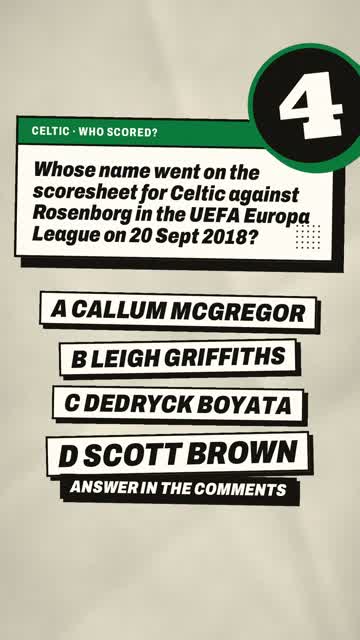 4
CELTIC · WHO SCORED?
Whose name went on the
scoresheet for Celtic against
Rosenborg in the UEFA Europa
League on 20 Sept 2018?
A CALLUM MCGREGOR
B LEIGH GRIFFITHS
C DEDRYCK BOYATA
D SCOTT BROWN
ANSWER IN THE COMMENTS